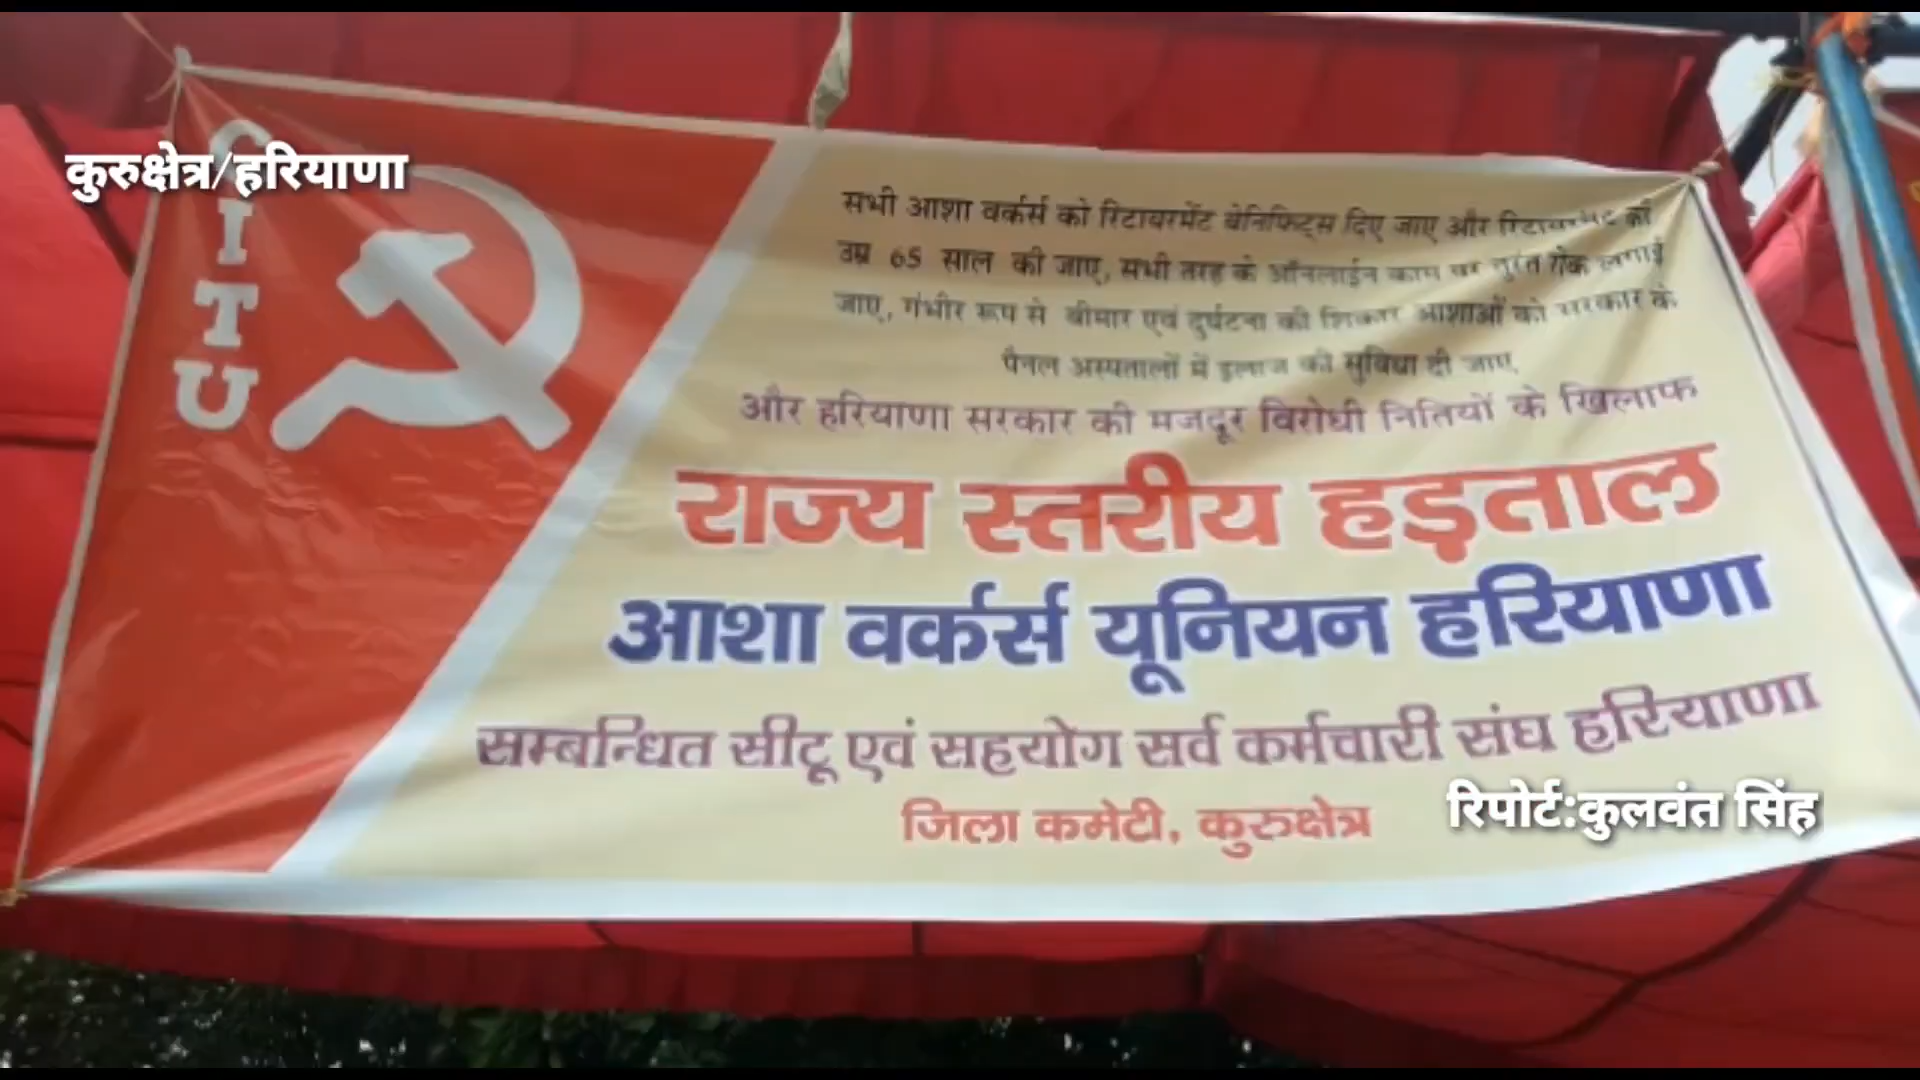 कुरुक्षेत्र/हरियाणा
CITU
सभी आशा वर्कर्स को रिटायरमेंट बेनिफिट्स दिए जाए और रिटायरमेंट की
उम्र 65 साल की जाए, सभी तरह के ऑनलाईन काम पर तुरंत रोक लगाई
जाए, गंभीर रूप से बीमार एवं दुर्घटना की शिकार आशाओं को सरकार के
पैनल अस्पतालों में इलाज की सुविधा दी जाए
और हरियाणा सरकार की मजदूर विरोधी नितियों के खिलाफ
राज्य स्तरीय हड़ताल
आशा वर्कर्स यूनियन हरियाणा
सम्बन्धित सीटू एवं सहयोग सर्व कर्मचारी संघ हरियाणा
जिला कमेटी, कुरुक्षेत्र
रिपोर्ट:कुलवंत सिंह